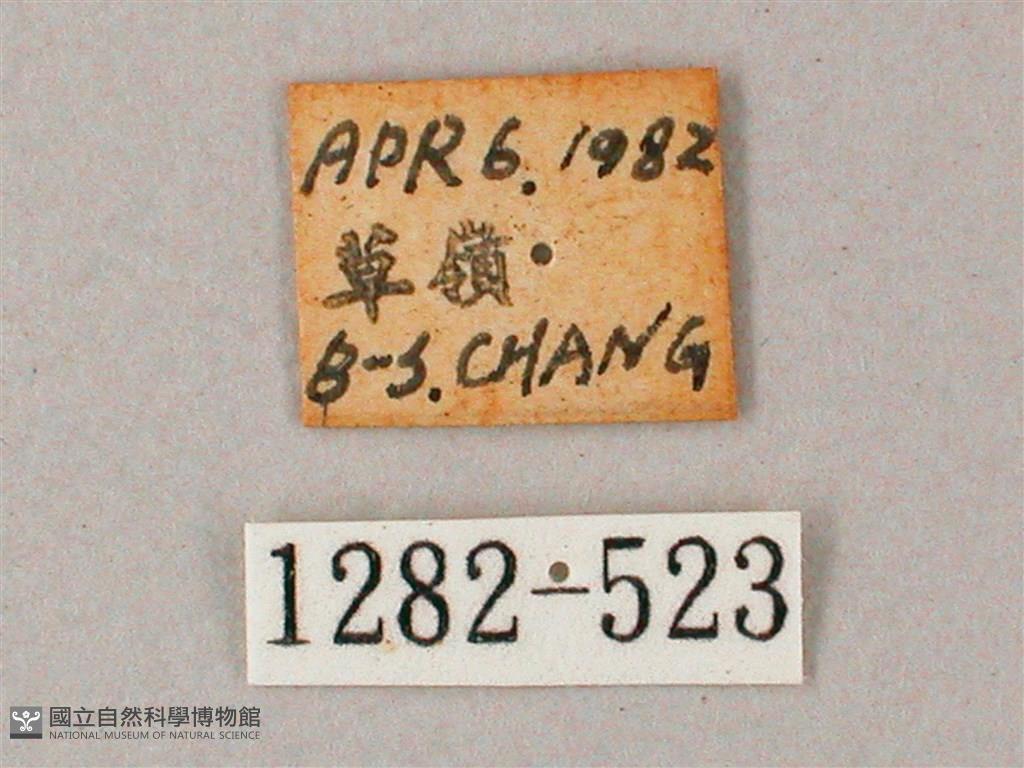 APR 6. 1982
草嶺
B-S. CHANG
1282-523
國立自然科學博物館
NATIONAL MUSEUM OF NATURAL SCIENCE